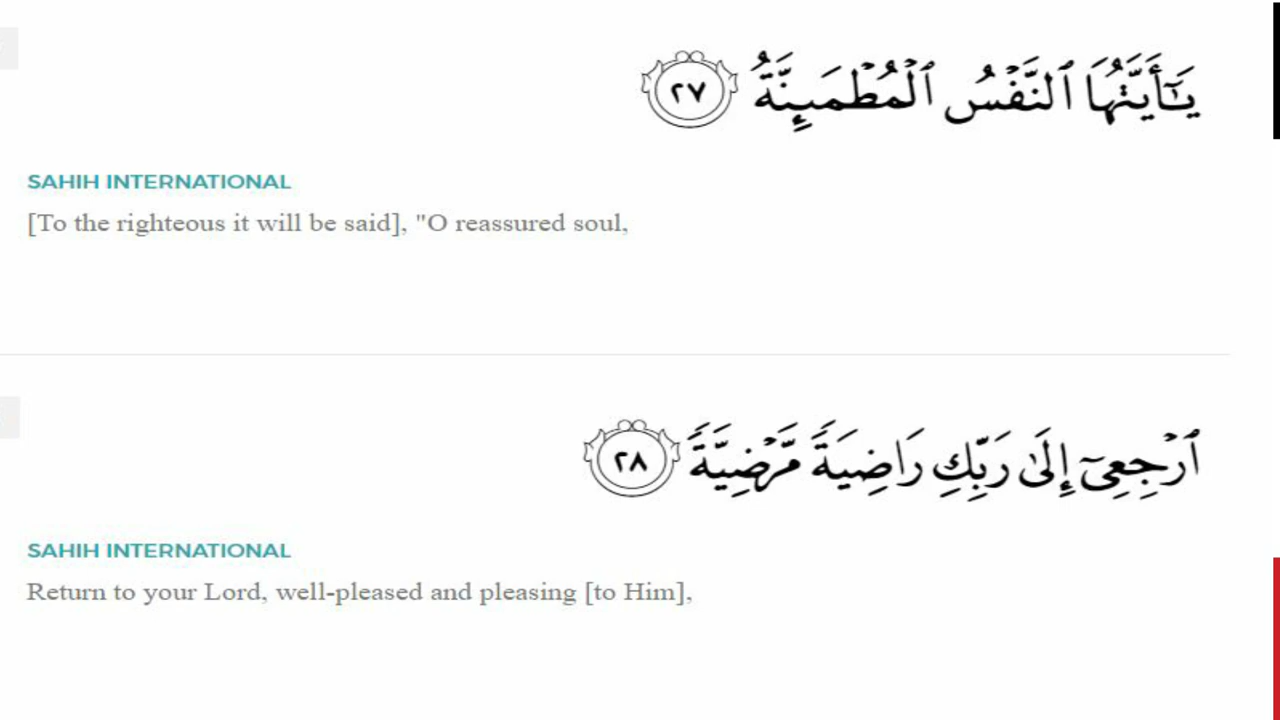 يَـٰٓأَيَّتُهَا ٱلنَّفْسُ ٱلْمُطْمَئِنَّةُ ٢٧
SAHIH INTERNATIONAL
[To the righteous it will be said], "O reassured soul,
ٱرْجِعِىٓ إِلَىٰ رَبِّكِ رَاضِيَةً مَّرْضِيَّةً ٢٨
SAHIH INTERNATIONAL
Return to your Lord, well-pleased and pleasing [to Him],